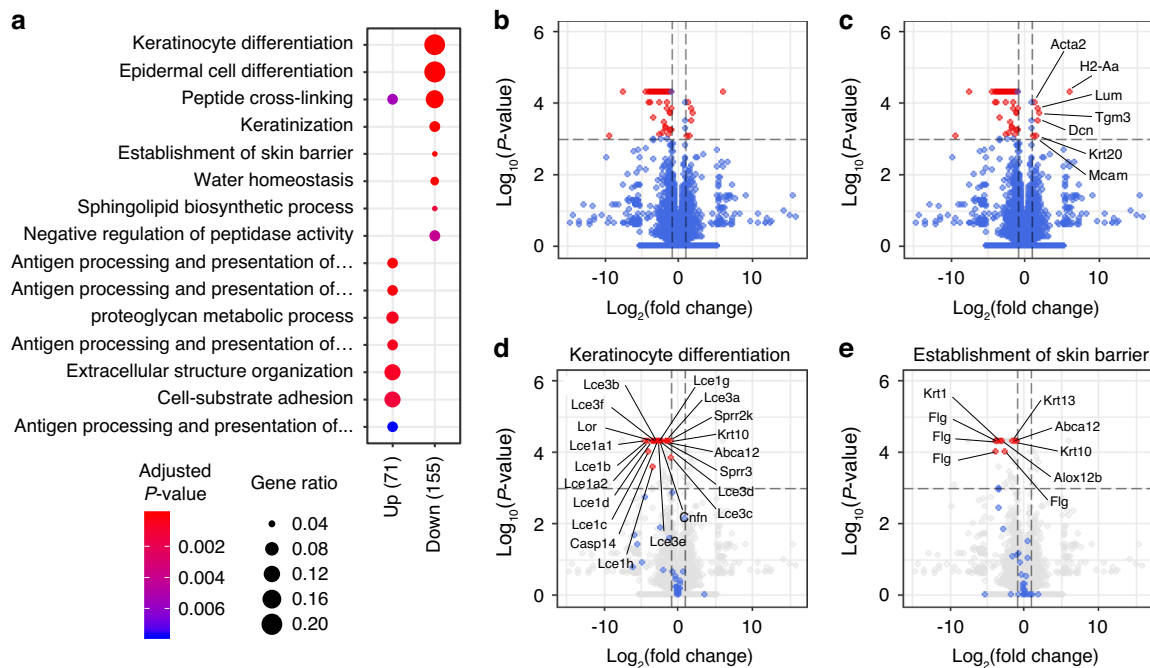 a
Keratinocyte differentiation
Epidermal cell differentiation
Peptide cross-linking
Keratinization
Establishment of skin barrier
Water homeostasis
Sphingolipid biosynthetic process
Negative regulation of peptidase activity
Antigen processing and presentation of…
Antigen processing and presentation of…
proteoglycan metabolic process
Antigen processing and presentation of…
Extracellular structure organization
Cell-substrate adhesion
Antigen processing and presentation of...
Up (71)
Down (155)
Adjusted
P-value
0.002
0.004
0.006
Gene ratio
0.04
0.08
0.12
0.16
0.20
b
6
4
2
0
Log10(P-value)
-10
0
10
Log2(fold change)
c
6
4
2
0
Log10(P-value)
Acta2
H2-Aa
Lum
Tgm3
Dcn
Krt20
Mcam
-10
0
10
Log2(fold change)
d
Keratinocyte differentiation
6
4
2
0
Log10(P-value)
Lce3b
Lce3f
Lor
Lce1a1
Lce1b
Lce1a2
Lce1d
Lce1c
Casp14
Lce1h
Lce1g
Lce3a
Sprr2k
Krt10
Abca12
Sprr3
Lce3d
Lce3c
Cnfn
Lce3e
-10
0
10
Log2(fold change)
e
Establishment of skin barrier
6
4
2
0
Log10(P-value)
Krt1
Flg
Flg
Flg
Krt13
Abca12
Krt10
Alox12b
Flg
-10
0
10
Log2(fold change)